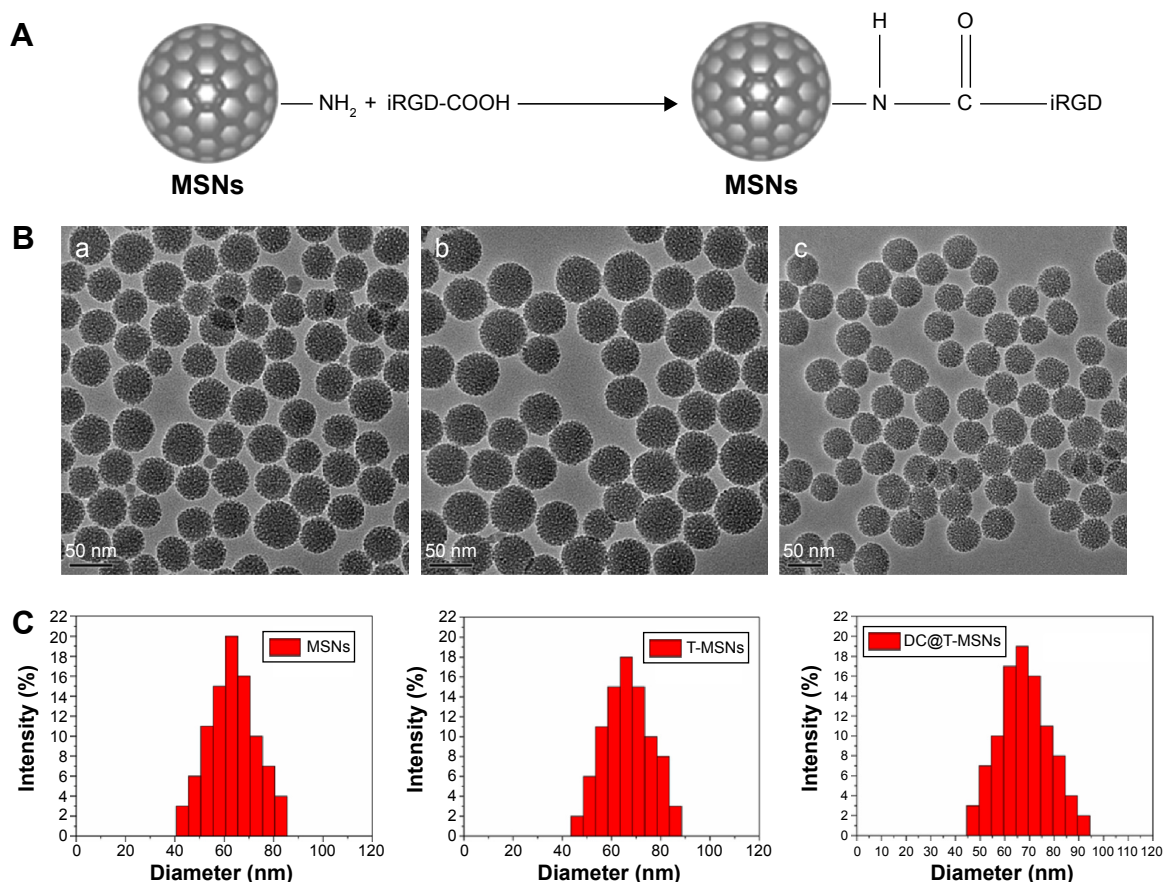 A
H O
NH2 + iRGD-COOH N C iRGD
MSNs MSNs
B
a b c
50 nm 50 nm 50 nm
C
22
20
18
16
14
12
10
8
6
4
2
0
Intensity (%)
MSNs
0 20 40 60 80 100 120
Diameter (nm)
22
20
18
16
14
12
10
8
6
4
2
0
Intensity (%)
T-MSNs
0 20 40 60 80 100 120
Diameter (nm)
22
20
18
16
14
12
10
8
6
4
2
0
Intensity (%)
DC@T-MSNs
0 10 20 30 40 50 60 70 80 90 100 110 120
Diameter (nm)